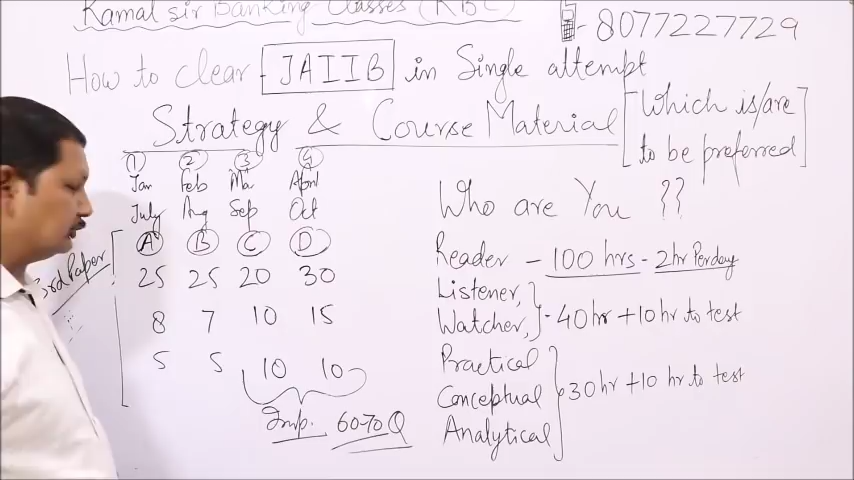 Kamal sir Banking Classes (KBC)
- 8077227729
How to clear - JAIIB in Single attempt
Strategy & Course Material [Which is/are
to be preferred]
1 2 3 4
Jan Feb Mar April
July Aug Sep Oct
A B C D
3rd Paper
25 25 20 30
8 7 10 15
5 5 10 10
Imp. 60-70Q
Who are You ??
Reader - 100 hrs - 2hr Perday
Listener,
Watcher, - 40 hr + 10 hr to test
Practical
Conceptual 30 hr + 10 hr to test
Analytical